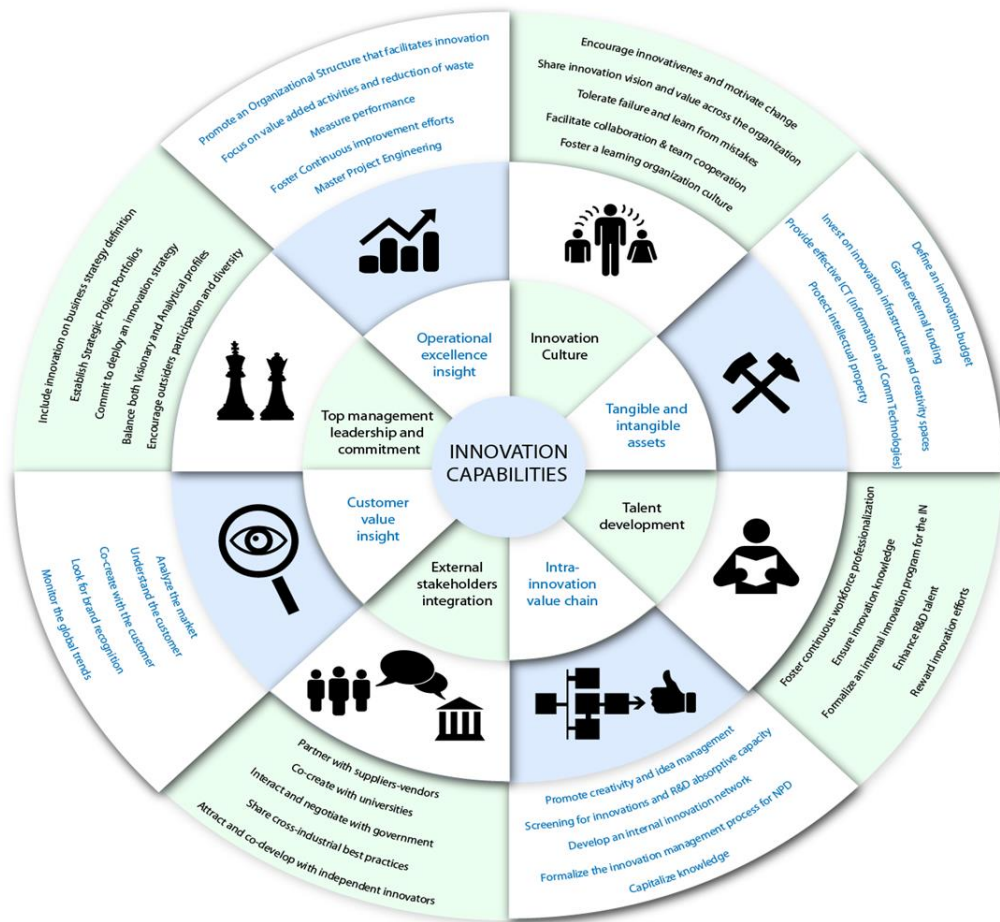 INNOVATION
CAPABILITIES
Operational
excellence
insight
Promote an Organizational Structure that facilitates innovation
Focus on value added activities and reduction of waste
Measure performance
Foster Continuous improvement efforts
Master Project Engineering
Innovation
Culture
Encourage innovativenes and motivate change
Share innovation vision and value across the organization
Tolerate failure and learn from mistakes
Facilitate collaboration & team cooperation
Foster a learning organization culture
Tangible and
intangible
assets
Define an innovation budget
Gather external funding
Invest on innovation infrastructure and creativity spaces
Provide effective ICT (Information and Comm Technologies)
Protect intellectual property
Talent
development
Foster continuous workforce professionalization
Ensure innovation knowledge
Formalize an internal innovation program for the IN
Enhance R&D talent
Reward innovation efforts
Intra-
innovation
value chain
Promote creativity and idea management
Screening for innovations and R&D absorptive capacity
Develop an internal innovation network
Formalize the innovation management process for NPD
Capitalize knowledge
External
stakeholders
integration
Partner with suppliers-vendors
Co-create with universities
Interact and negotiate with government
Share cross-industrial best practices
Attract and co-develop with independent innovators
Customer
value
insight
Analyze the market
Understand the customer
Co-create with the customer
Look for brand recognition
Monitor the global trends
Top management
leadership and
commitment
Include innovation on business strategy definition
Establish Strategic Project Portfolios
Commit to deploy an innovation strategy
Balance both Visionary and Analytical profiles
Encourage outsiders participation and diversity